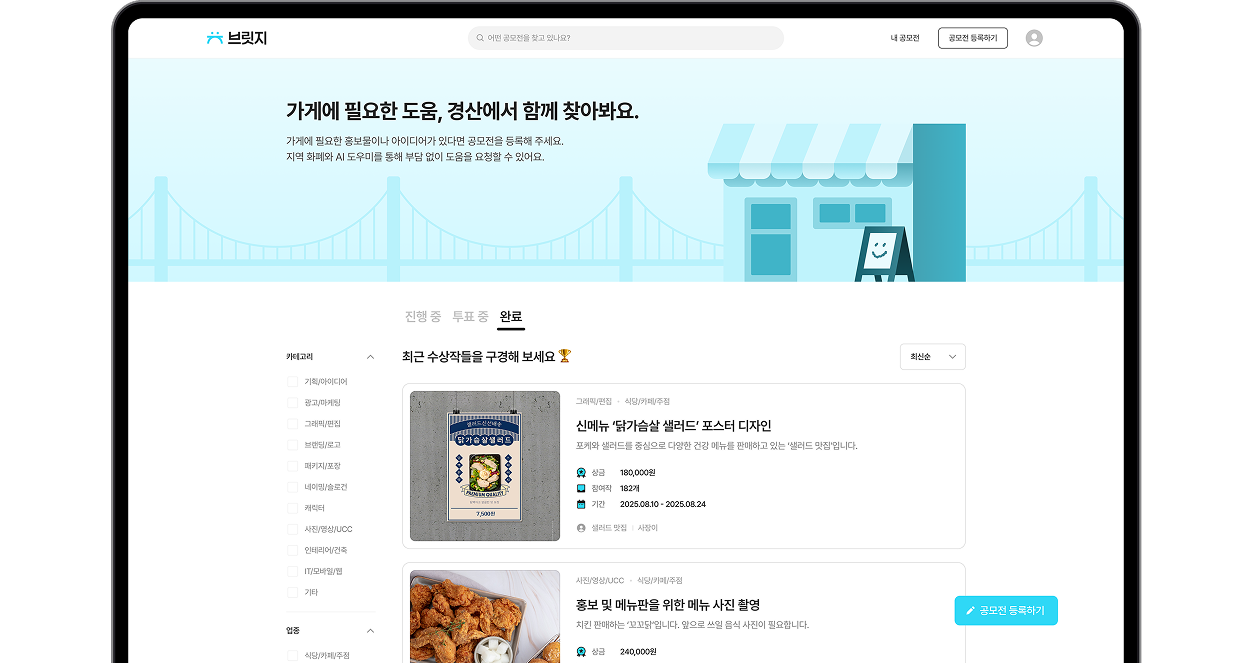 브릿지
어떤 공모전을 찾고 있나요?
내 공모전
공모전 등록하기
가게에 필요한 도움, 경산에서 함께 찾아봐요.
가게에 필요한 홍보물이나 아이디어가 있다면 공모전을 등록해 주세요.
지역 화폐와 AI 도우미를 통해 부담 없이 도움을 요청할 수 있어요.
진행 중
투표 중
완료
카테고리
기획/아이디어
광고/마케팅
그래픽/편집
브랜딩/로고
패키지/포장
네이밍/슬로건
캐릭터
사진/영상/UCC
인테리어/건축
IT/모바일/웹
기타
업종
식당/카페/주점
최근 수상작들을 구경해 보세요 🏆
최신순
샐러드신선배송
닭가슴살샐러드
PREMIUM QUALITY
7,500원
그래픽/편집 • 식당/카페/주점
신메뉴 ‘닭가슴살 샐러드’ 포스터 디자인
포케와 샐러드를 중심으로 다양한 건강 메뉴를 판매하고 있는 ‘샐러드 맛집’입니다.
상금 180,000원
참여작 182개
기간 2025.08.10 - 2025.08.24
샐러드 맛집 | 사장이
사진/영상/UCC • 식당/카페/주점
홍보 및 메뉴판을 위한 메뉴 사진 촬영
치킨 판매하는 ‘꼬꼬닭’입니다. 앞으로 쓰일 음식 사진이 필요합니다.
상금 240,000원
공모전 등록하기